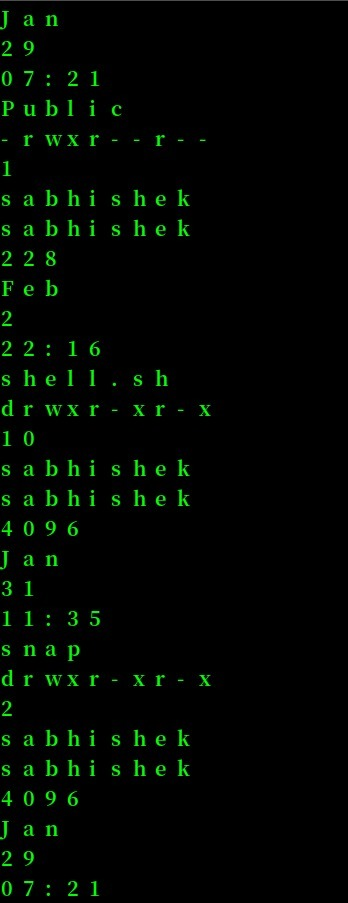 Jan
29
07:21
Public
-rwxr--r--
1
sabhishek
sabhishek
228
Feb
2
22:16
shell.sh
drwxr-xr-x
10
sabhishek
sabhishek
4096
Jan
31
11:35
snap
drwxr-xr-x
2
sabhishek
sabhishek
4096
Jan
29
07:21